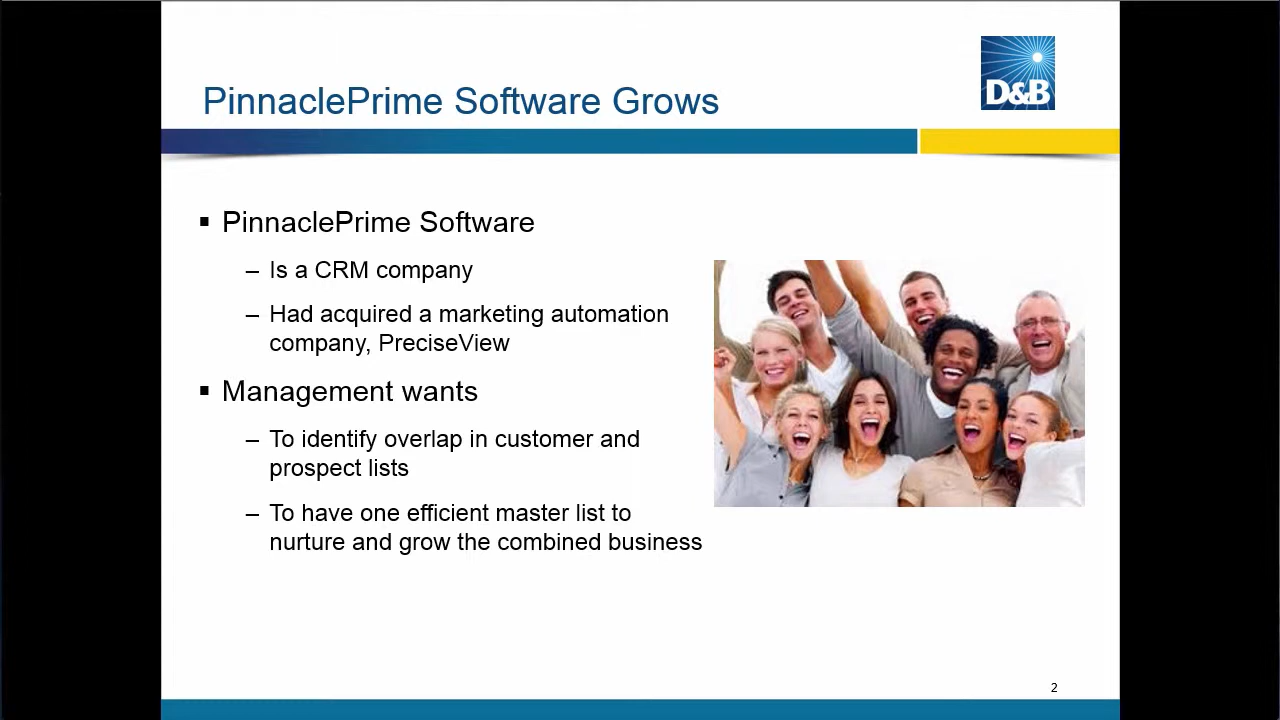 PinnaclePrime Software Grows
D&B
▪ PinnaclePrime Software
– Is a CRM company
– Had acquired a marketing automation
company, PreciseView
▪ Management wants
– To identify overlap in customer and
prospect lists
– To have one efficient master list to
nurture and grow the combined business
2